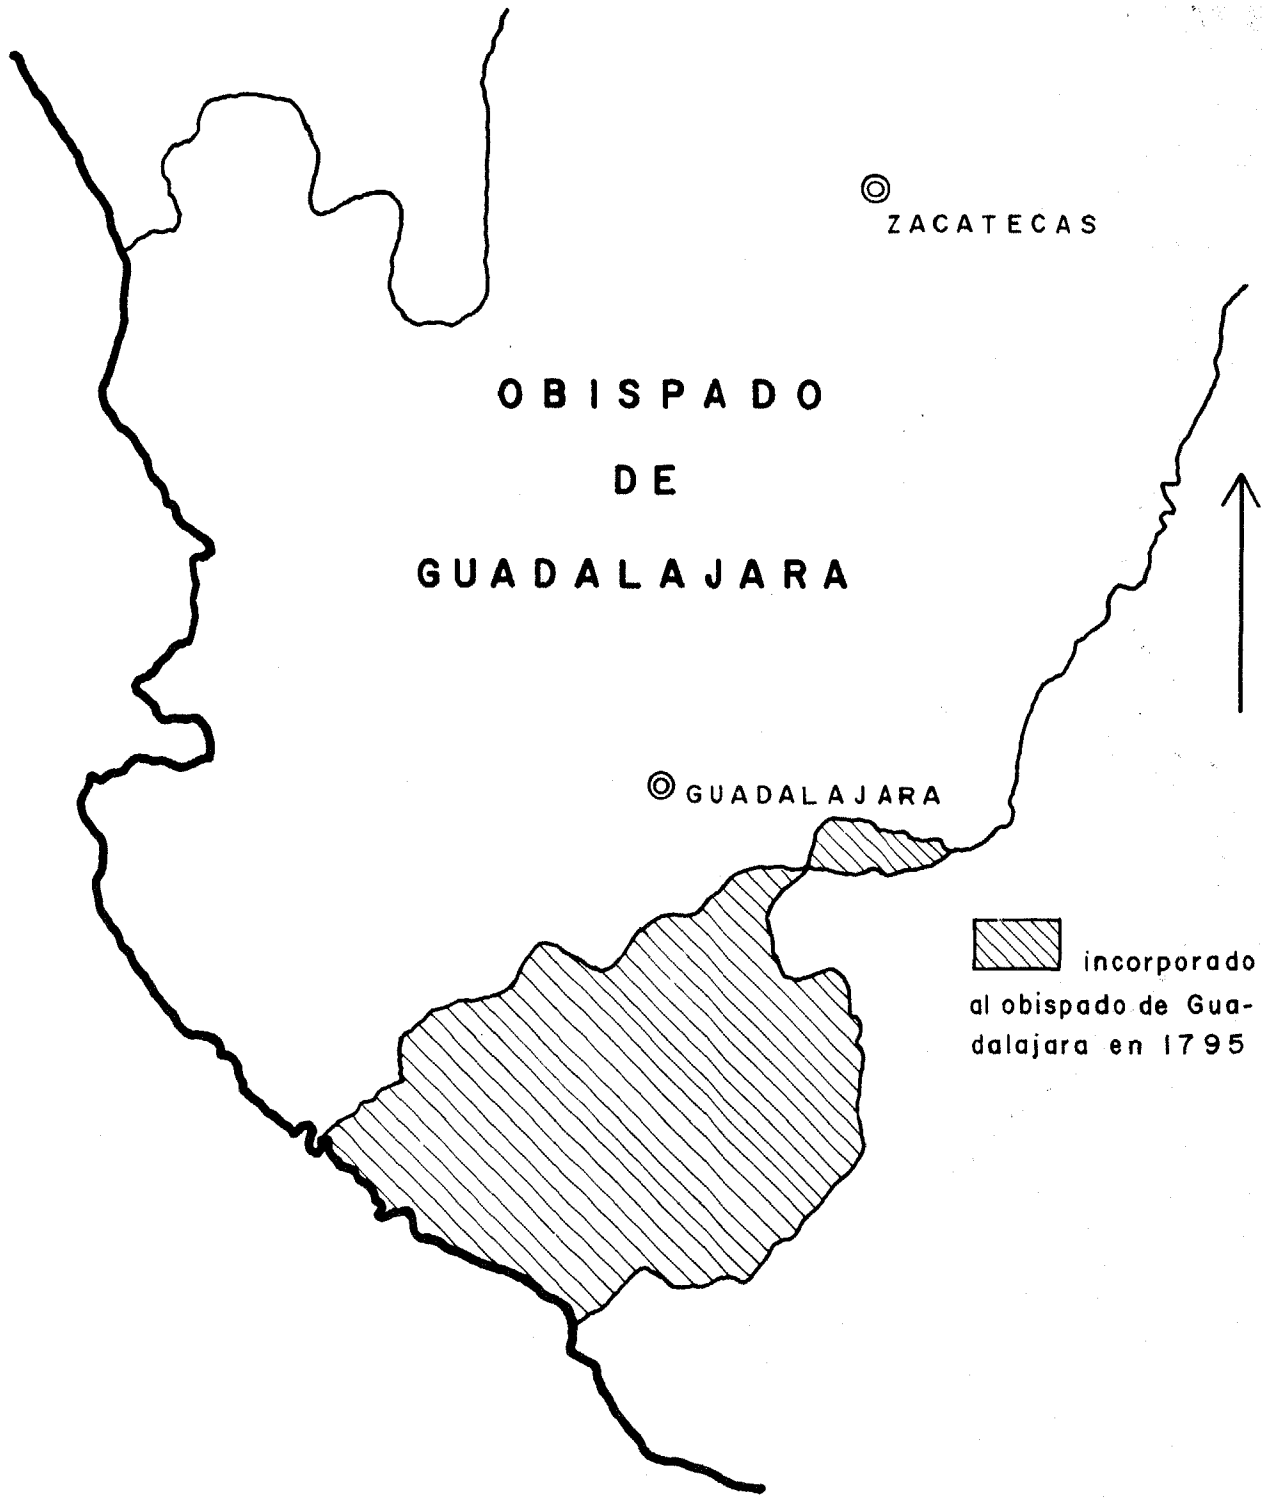 ZACATECAS
OBISPADO
DE
GUADALAJARA
GUADALAJARA
incorporado
al obispado de Gua-
dalajara en 1795